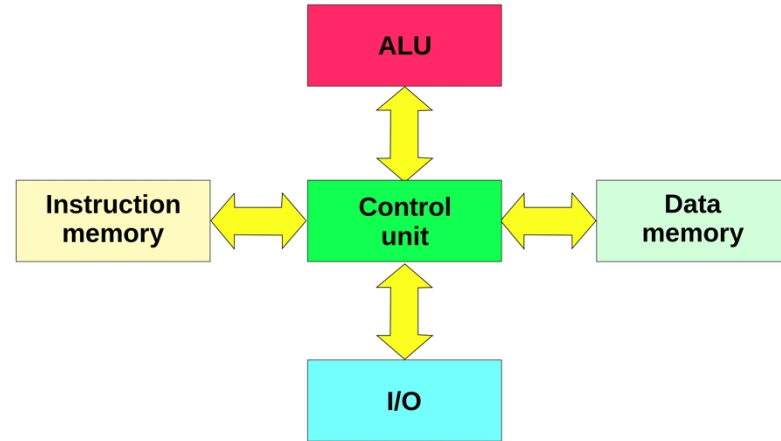 ALU
Instruction
memory
Control
unit
Data
memory
I/O